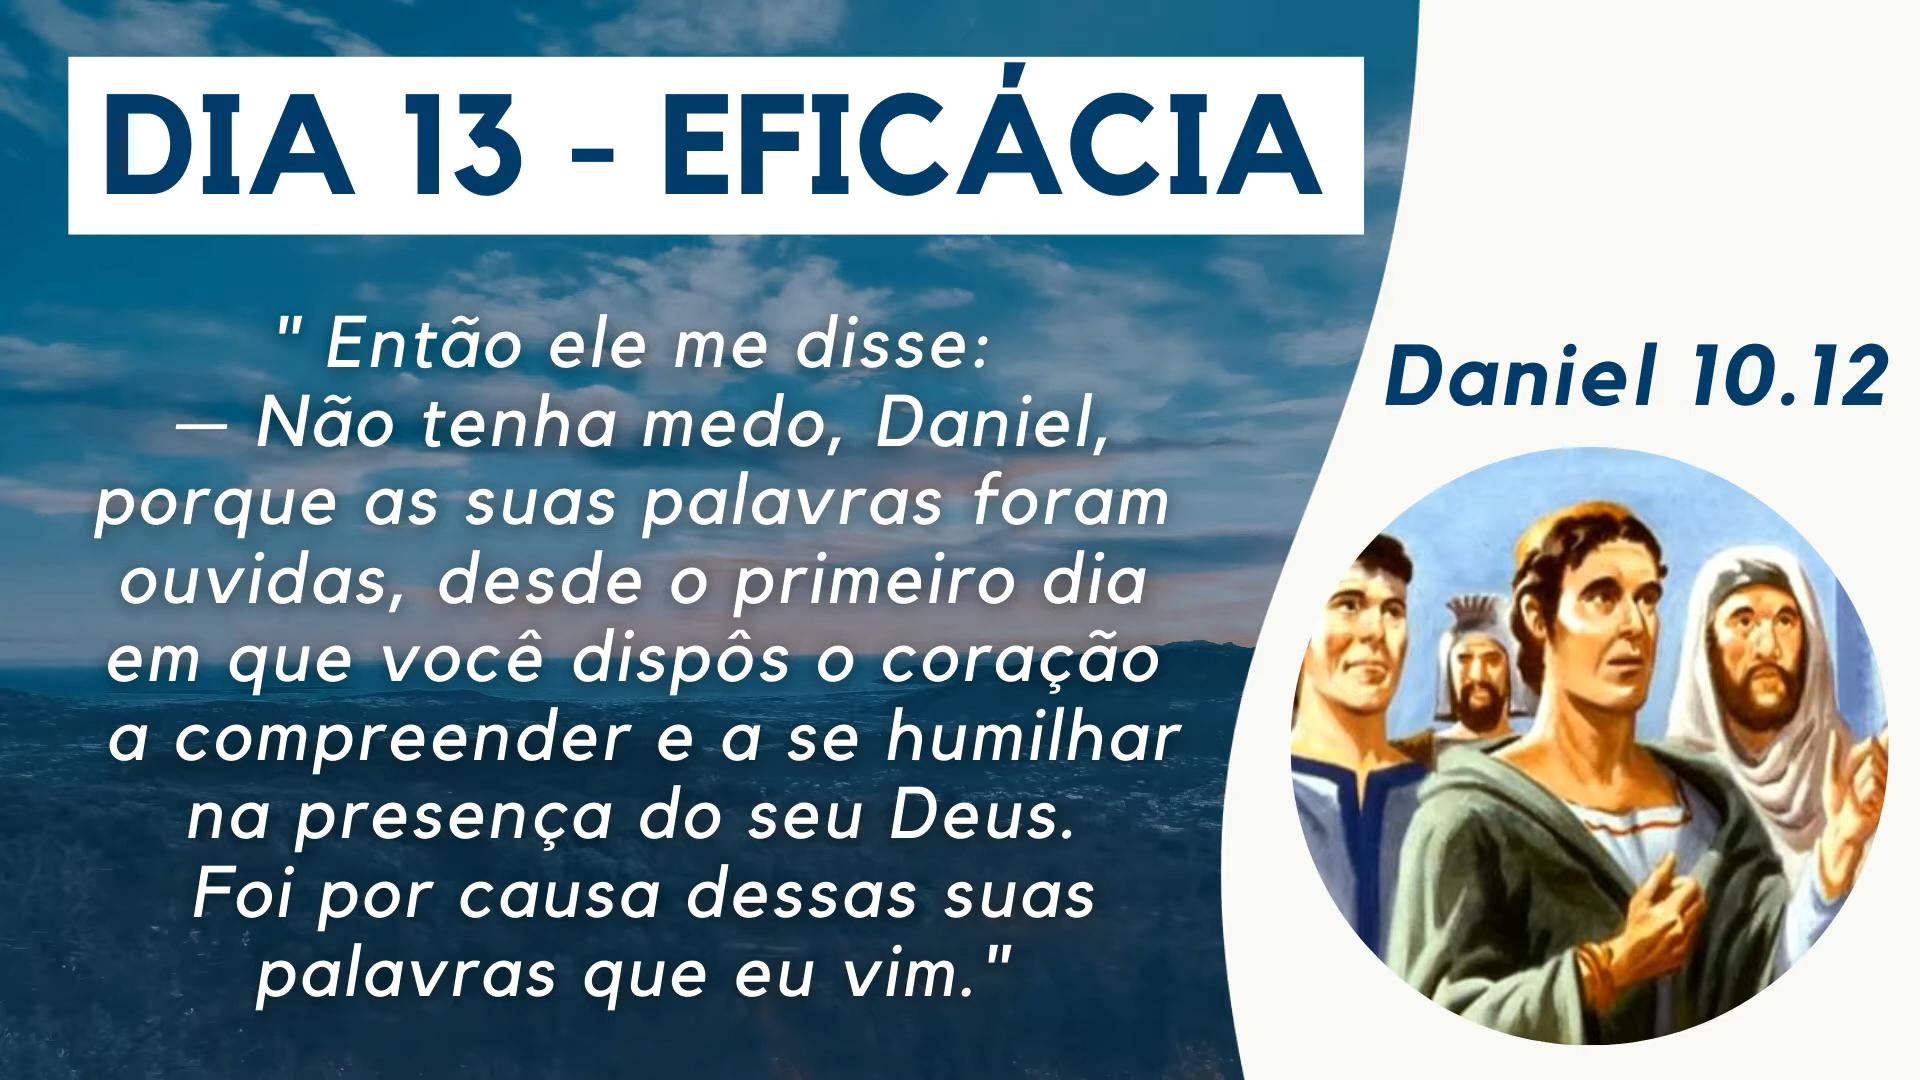 DIA 13 - EFICÁCIA
" Então ele me disse:
— Não tenha medo, Daniel,
porque as suas palavras foram
ouvidas, desde o primeiro dia
em que você dispôs o coração
a compreender e a se humilhar
na presença do seu Deus.
Foi por causa dessas suas
palavras que eu vim."
Daniel 10.12